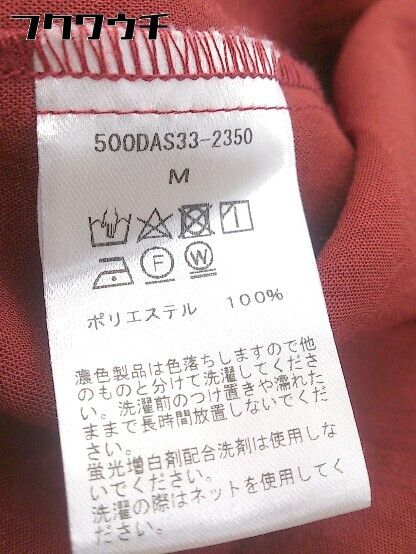 フクウウチ
500DAS33-2350
M
F
W
ポリエステル 100%
濃色製品は色落ちしますので他
のものと分けて洗濯してくださ
い。洗濯前のつけ置きや濡れた
ままで長時間放置しないでくだ
さい。
蛍光増白剤配合洗剤は使用しな
いでください。
洗濯の際はネットを使用してく